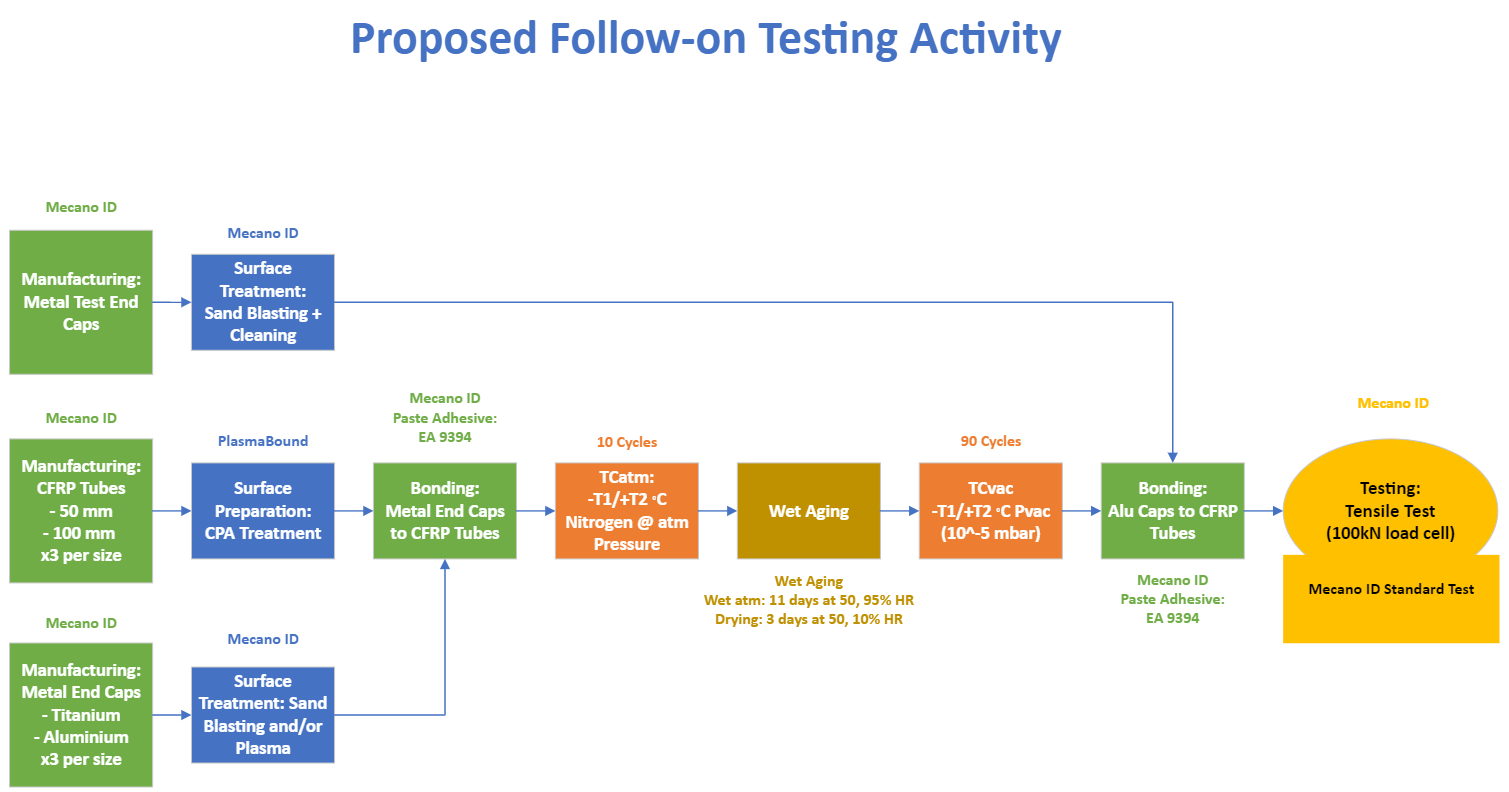 Proposed Follow-on Testing Activity
Mecano ID
Manufacturing:
Metal Test End
Caps
Mecano ID
Surface
Treatment:
Sand Blasting +
Cleaning
Mecano ID
Manufacturing:
CFRP Tubes
- 50 mm
- 100 mm
x3 per size
PlasmaBound
Surface
Preparation:
CPA Treatment
Mecano ID
Paste Adhesive:
EA 9394
Bonding:
Metal End Caps
to CFRP Tubes
10 Cycles
TCatm:
-T1/+T2 °C
Nitrogen @ atm
Pressure
Wet Aging
Wet Aging
Wet atm: 11 days at 50, 95% HR
Drying: 3 days at 50, 10% HR
90 Cycles
TCvac
-T1/+T2 °C Pvac
(10^-5 mbar)
Bonding:
Alu Caps to CFRP
Tubes
Mecano ID
Paste Adhesive:
EA 9394
Mecano ID
Testing:
Tensile Test
(100kN load cell)
Mecano ID Standard Test
Mecano ID
Manufacturing:
Metal End Caps
- Titanium
- Aluminium
x3 per size
Mecano ID
Surface
Treatment: Sand
Blasting and/or
Plasma